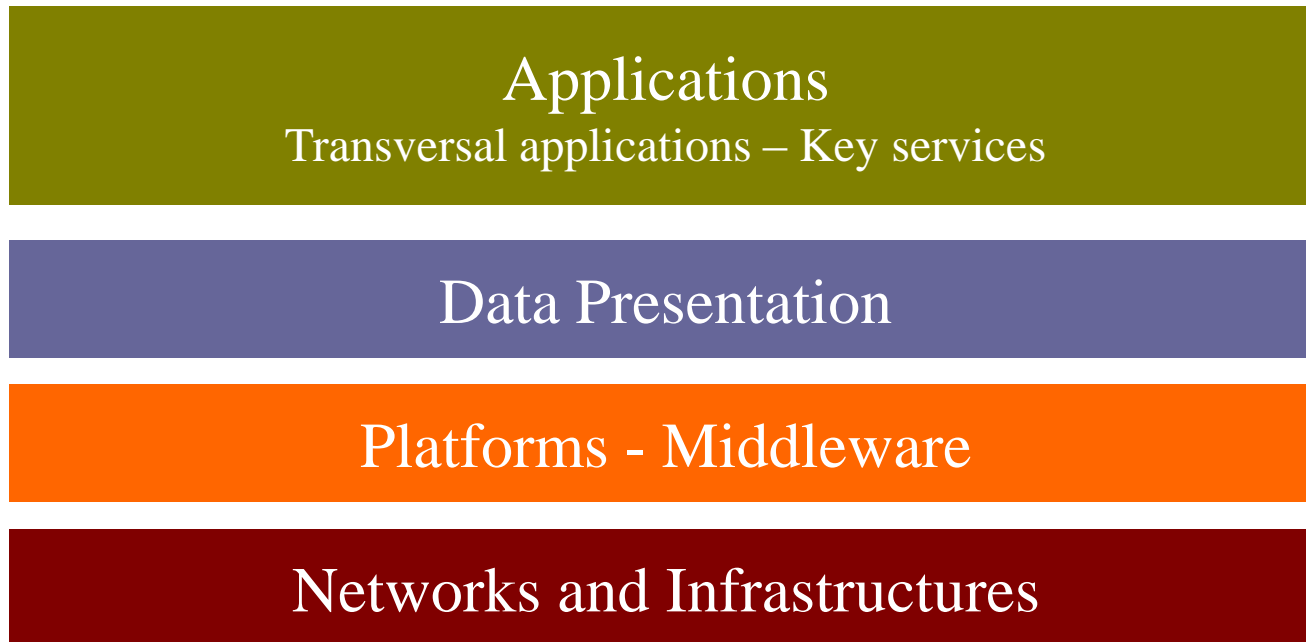 Applications
Transversal applications – Key services
Data Presentation
Platforms - Middleware
Networks and Infrastructures